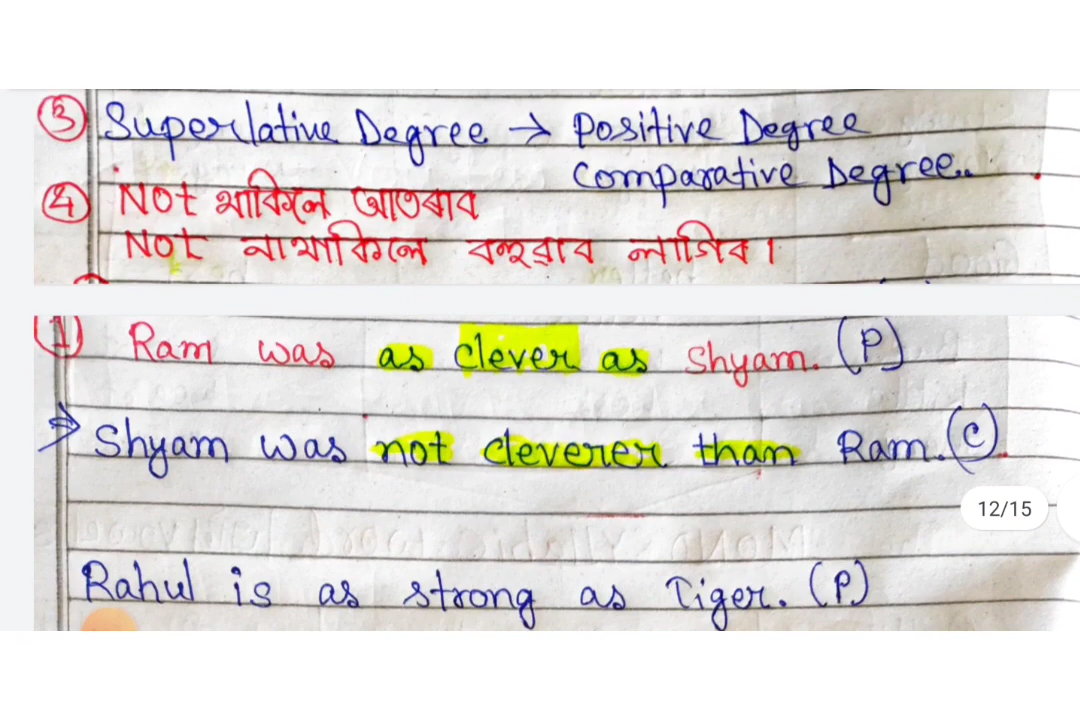 ③ Superlative Degree → Positive Degree
Comparative Degree.
④ Not থাকিলে আতৰাব
Not নাথাকিলে বহুৱাব লাগিব।
① Ram was as clever as Shyam. (P)
⇒ Shyam was not cleverer than Ram. (C)
12/15
Rahul is as strong as Tiger. (P)